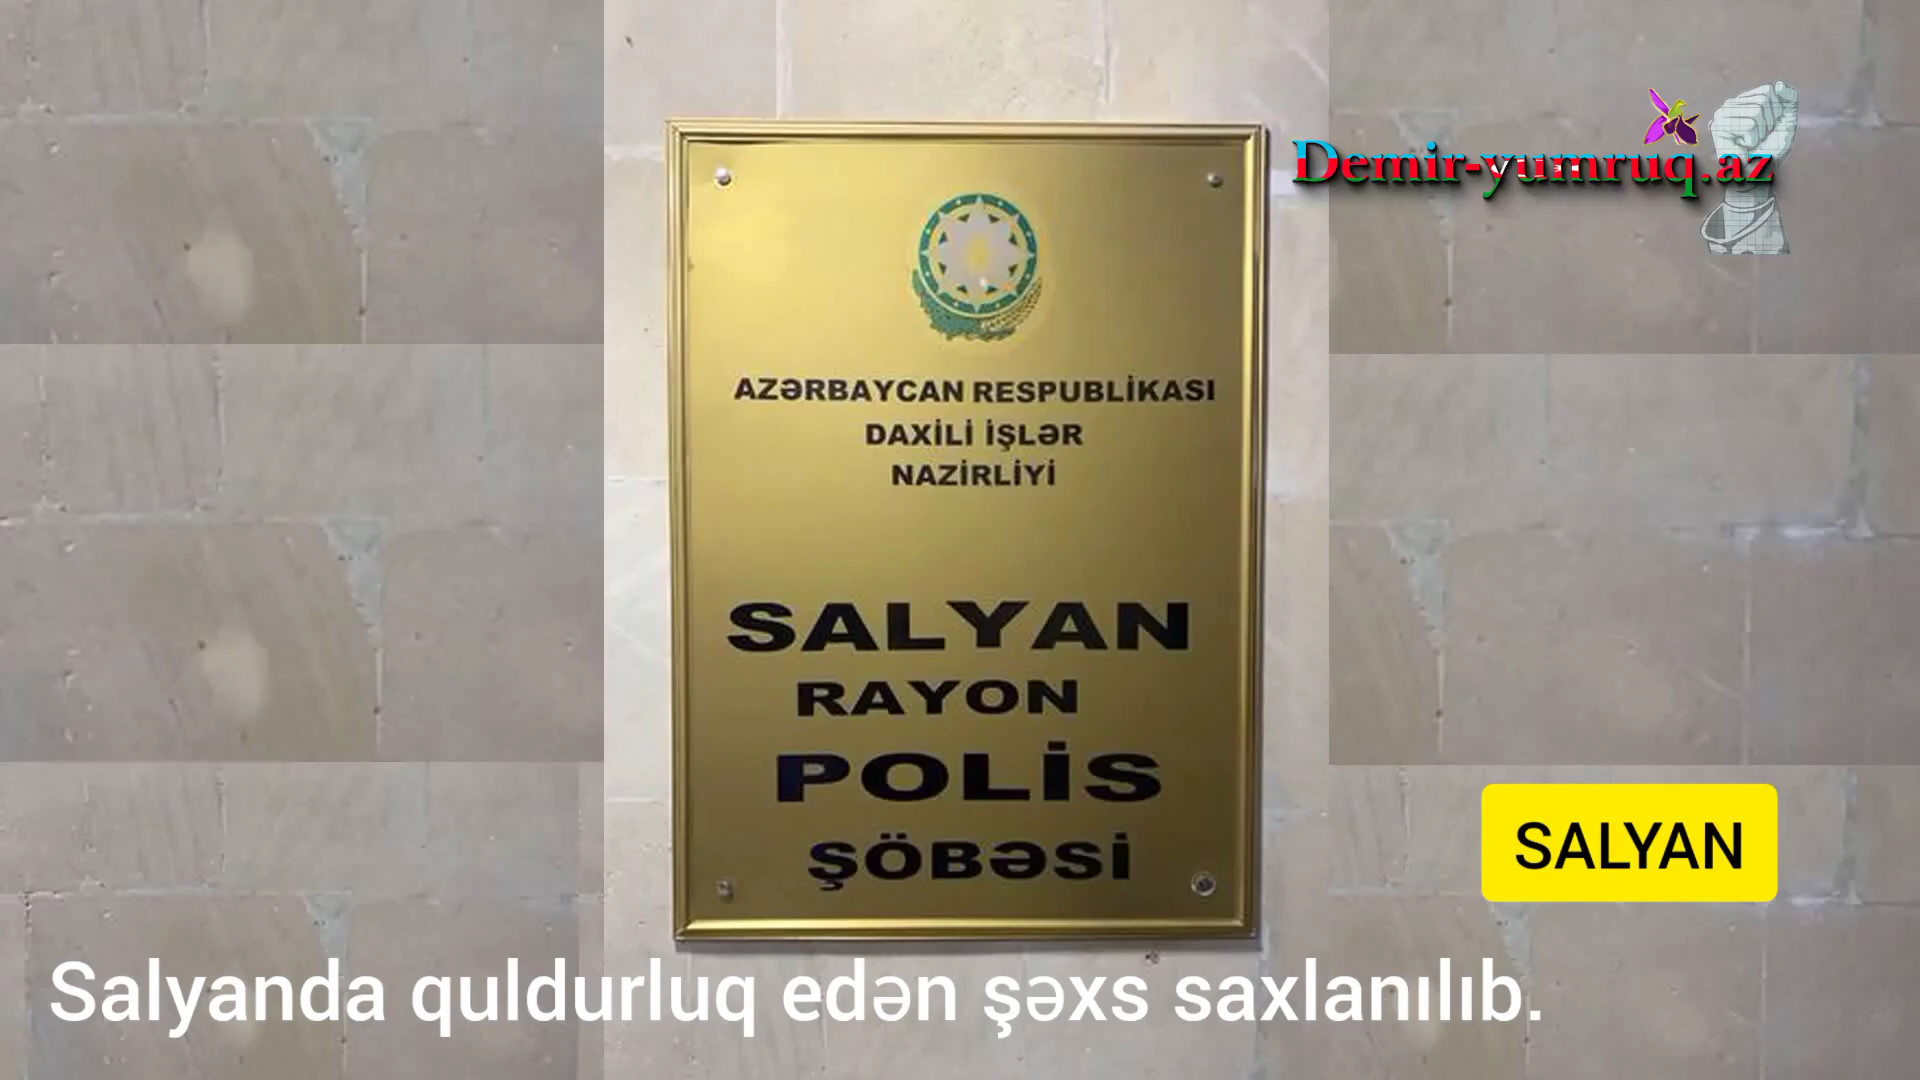 Demir-yumruq.az
AZƏRBAYCAN RESPUBLİKASI
DAXİLİ İŞLƏR
NAZİRLİYİ
SALYAN
RAYON
POLİS
ŞÖBƏSİ
SALYAN
Salyanda quldurluq edən şəxs saxlanılıb.